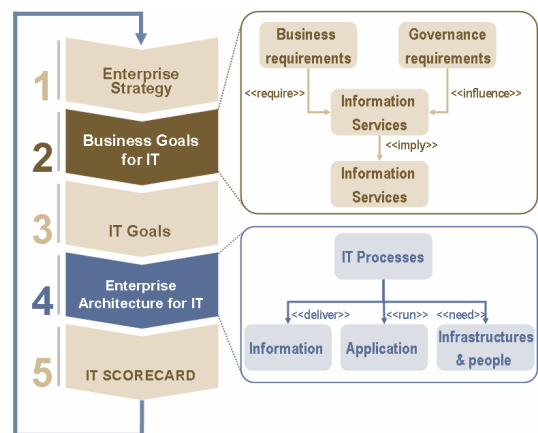 1
Enterprise
Strategy
2
Business Goals
for IT
3
IT Goals
4
Enterprise
Architecture for IT
5
IT SCORECARD
Business
requirements
Governance
requirements
<<require>>
<<influence>>
Information
Services
<<imply>>
Information
Services
IT Processes
<<deliver>>
<<run>>
<<need>>
Information
Application
Infrastructures
& people